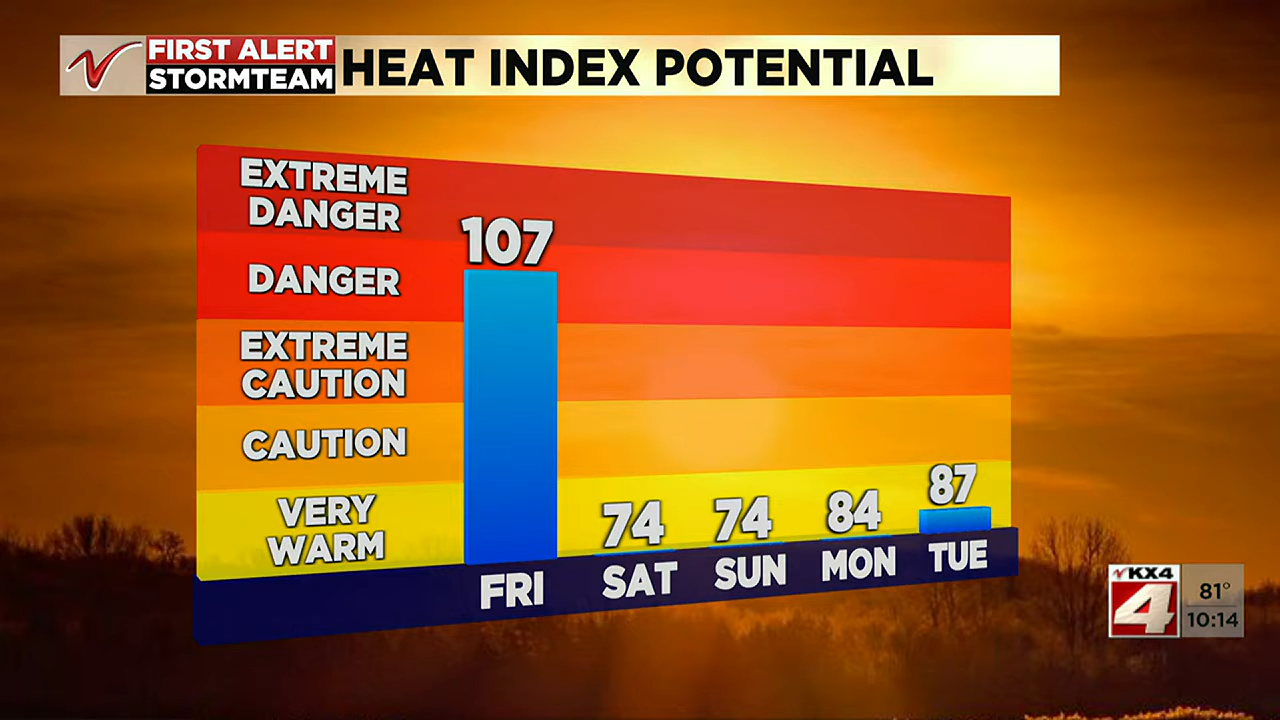 FIRST ALERT
STORMTEAM
HEAT INDEX POTENTIAL
EXTREME
DANGER
DANGER
EXTREME
CAUTION
CAUTION
VERY
WARM
107
74
74
84
87
FRI
SAT
SUN
MON
TUE
KX4
4
81°
10:14